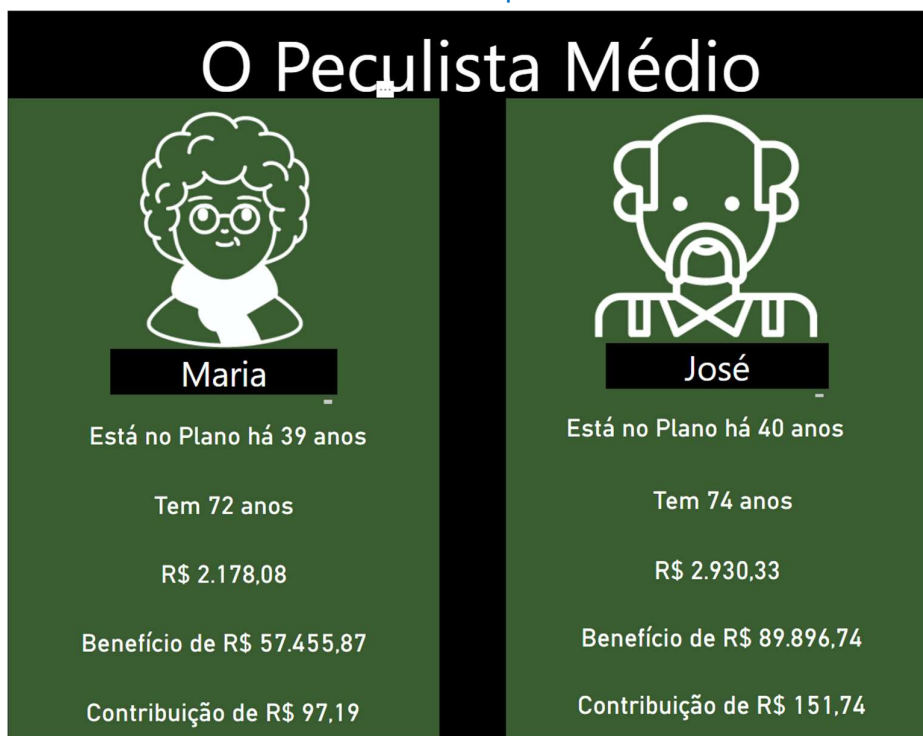 O Peculista Médio
Maria
Está no Plano há 39 anos
Tem 72 anos
R$ 2.178,08
Benefício de R$ 57.455,87
Contribuição de R$ 97,19
José
Está no Plano há 40 anos
Tem 74 anos
R$ 2.930,33
Benefício de R$ 89.896,74
Contribuição de R$ 151,74